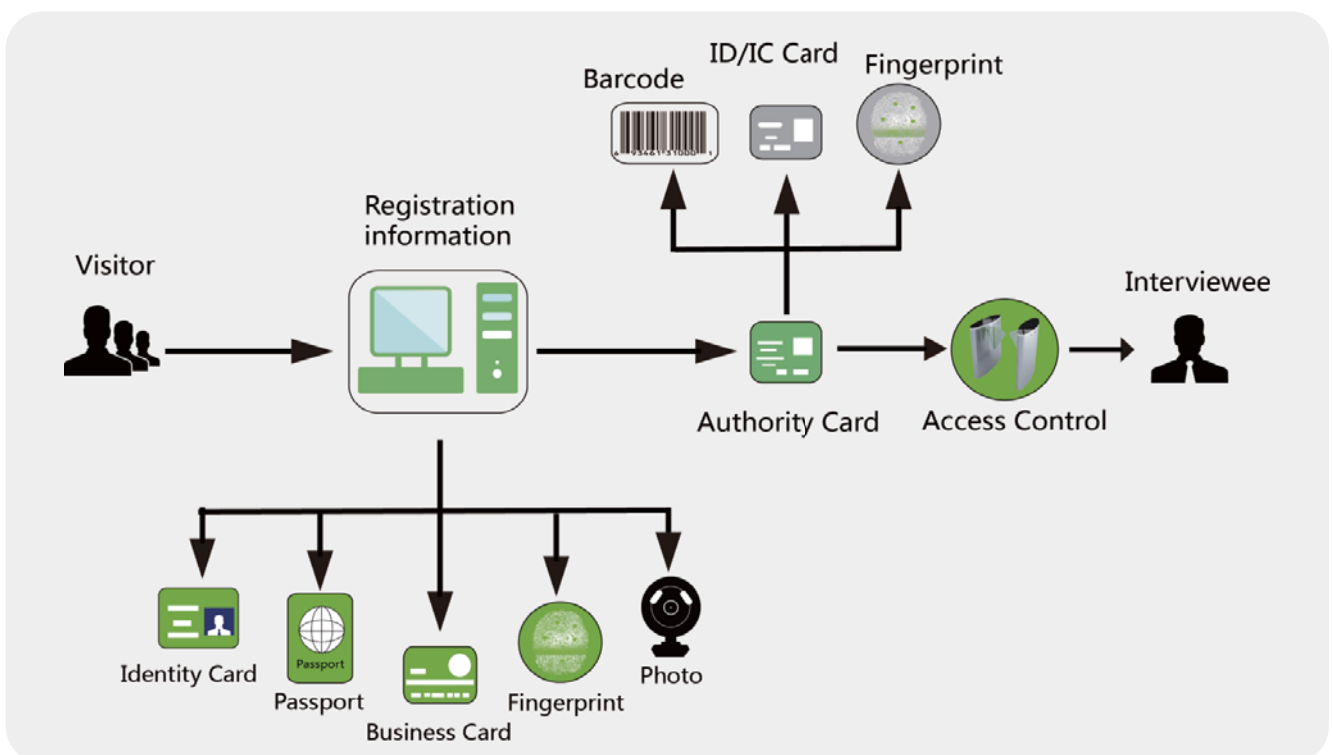 ID/IC Card
Barcode
Fingerprint
Registration
information
Visitor
Interviewee
Authority Card
Access Control
Identity Card
Passport
Passport
Business Card
Fingerprint
Photo